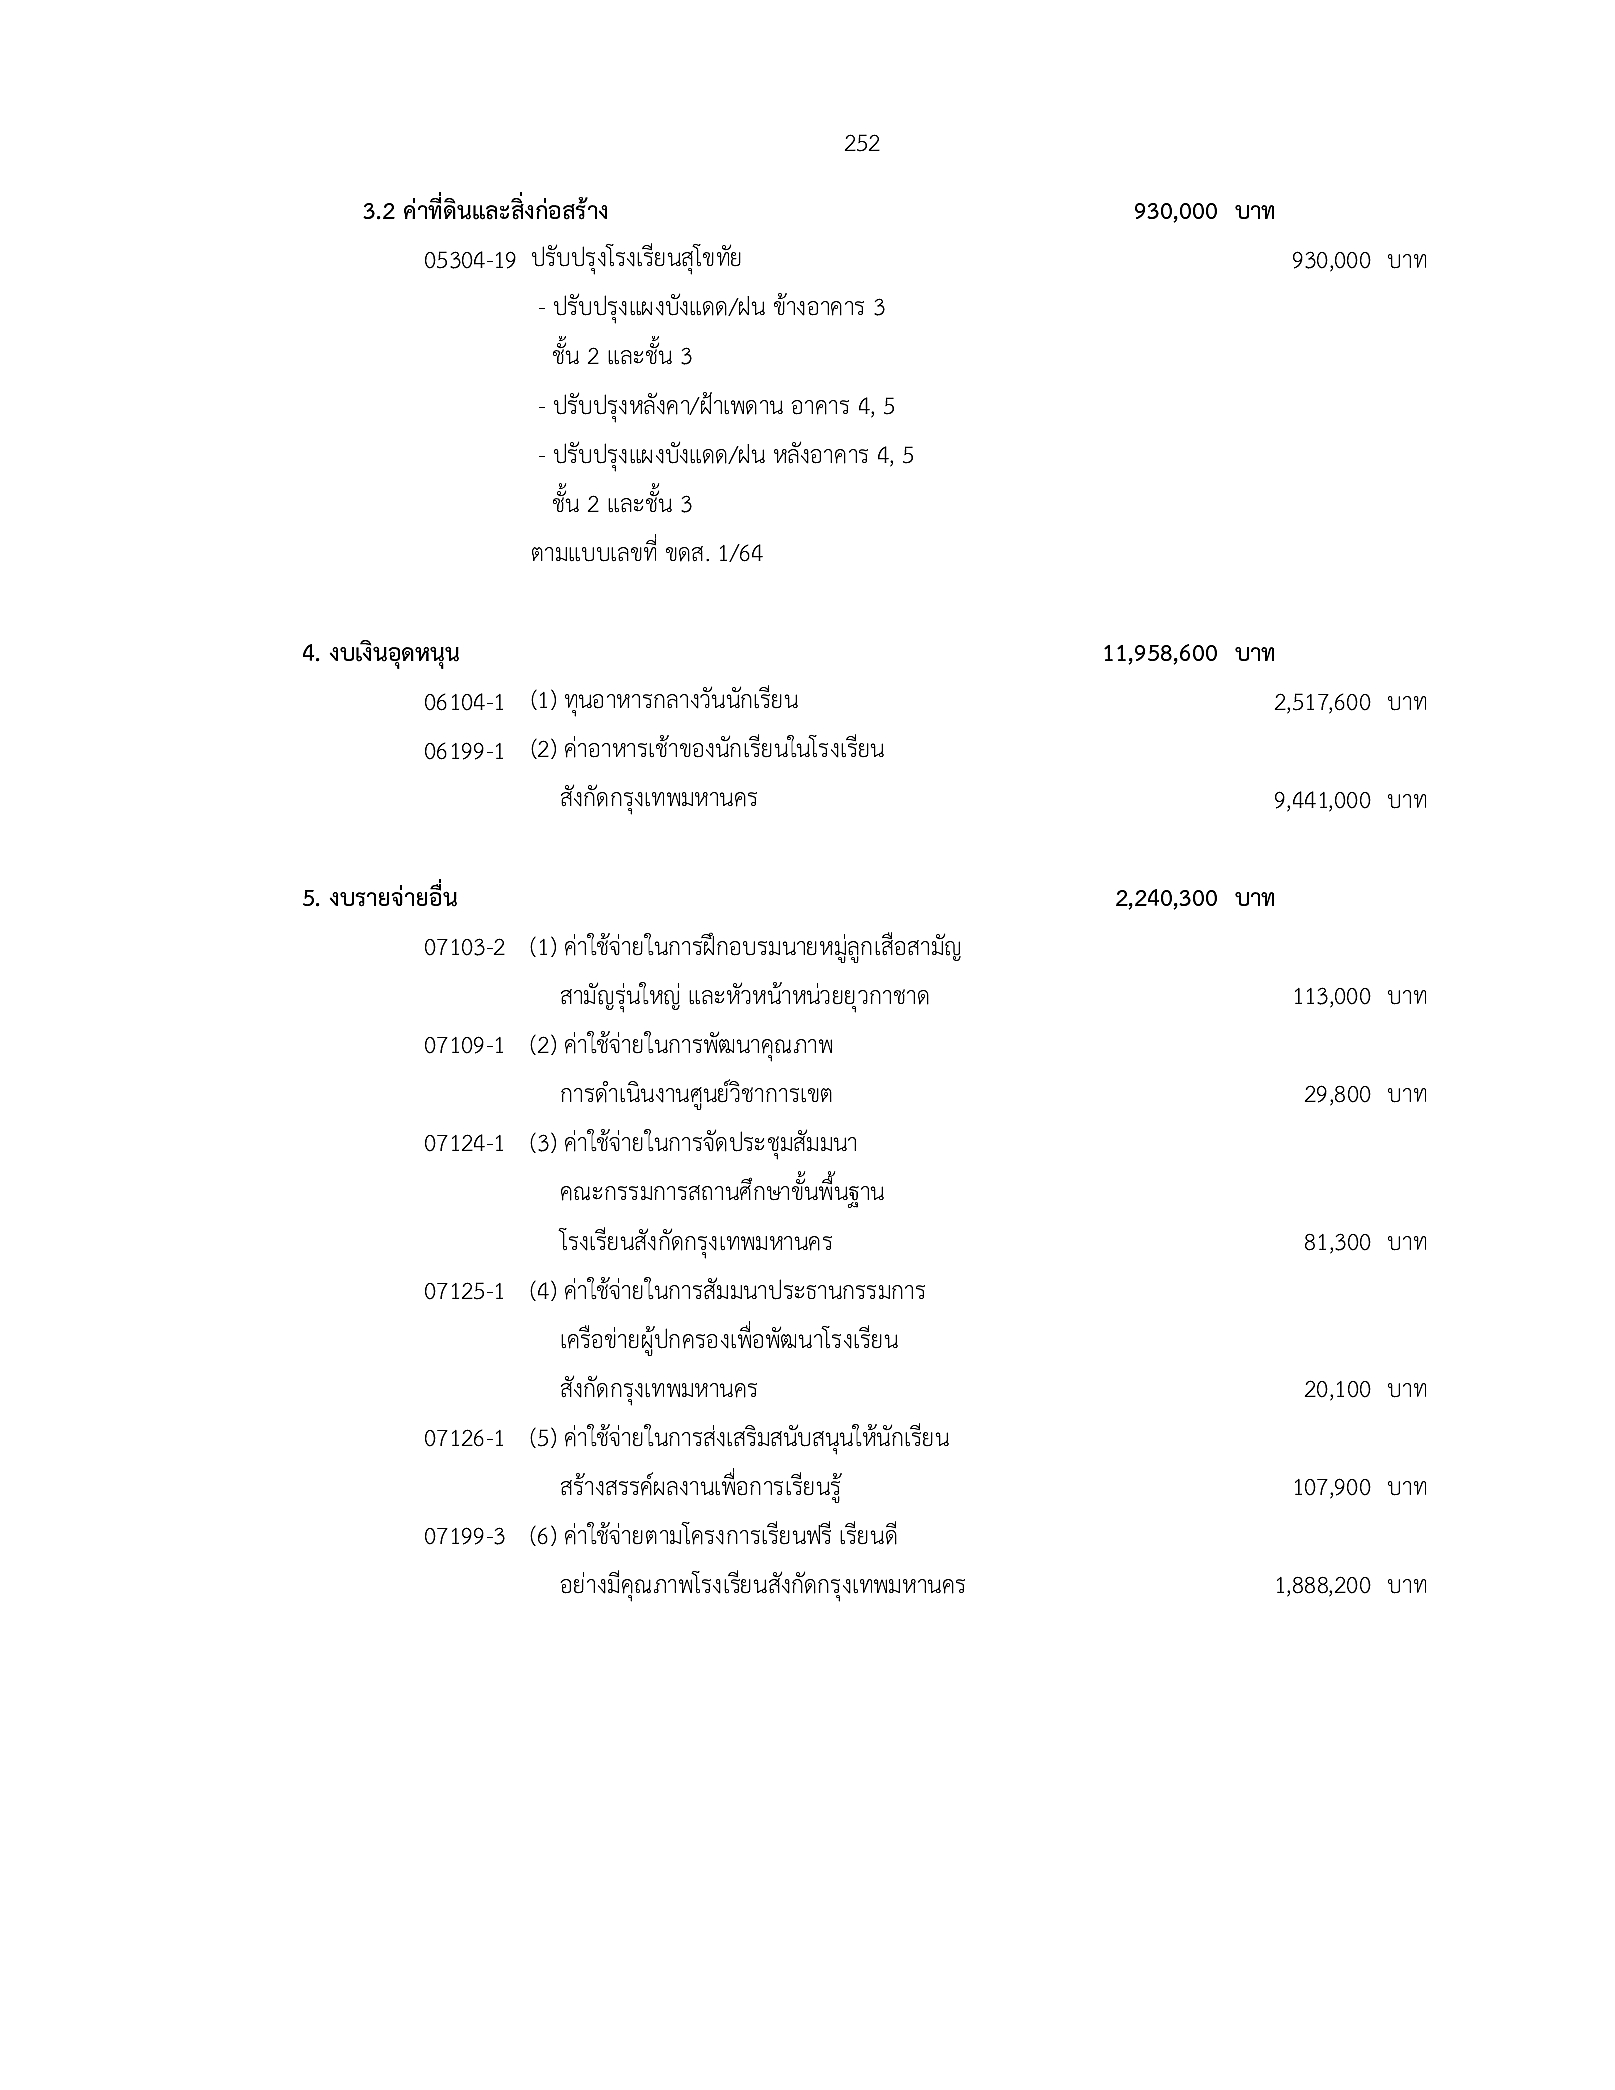 252
3.2 ค่าที่ดินและสิ่งก่อสร้าง 930,000 บาท
05304-19 ปรับปรุงโรงเรียนสุโขทัย 930,000 บาท
- ปรับปรุงแผงบังแดด/ฝน ข้างอาคาร 3
ชั้น 2 และชั้น 3
- ปรับปรุงหลังคา/ฝ้าเพดาน อาคาร 4, 5
- ปรับปรุงแผงบังแดด/ฝน หลังอาคาร 4, 5
ชั้น 2 และชั้น 3
ตามแบบเลขที่ ขดส. 1/64
4. งบเงินอุดหนุน 11,958,600 บาท
06104-1 (1) ทุนอาหารกลางวันนักเรียน 2,517,600 บาท
06199-1 (2) ค่าอาหารเช้าของนักเรียนในโรงเรียน
สังกัดกรุงเทพมหานคร 9,441,000 บาท
5. งบรายจ่ายอื่น 2,240,300 บาท
07103-2 (1) ค่าใช้จ่ายในการฝึกอบรมนายหมู่ลูกเสือสามัญ
สามัญรุ่นใหญ่ และหัวหน้าหน่วยยุวกาชาด 113,000 บาท
07109-1 (2) ค่าใช้จ่ายในการพัฒนาคุณภาพ
การดำเนินงานศูนย์วิชาการเขต 29,800 บาท
07124-1 (3) ค่าใช้จ่ายในการจัดประชุมสัมมนา
คณะกรรมการสถานศึกษาขั้นพื้นฐาน
โรงเรียนสังกัดกรุงเทพมหานคร 81,300 บาท
07125-1 (4) ค่าใช้จ่ายในการสัมมนาประธานกรรมการ
เครือข่ายผู้ปกครองเพื่อพัฒนาโรงเรียน
สังกัดกรุงเทพมหานคร 20,100 บาท
07126-1 (5) ค่าใช้จ่ายในการส่งเสริมสนับสนุนให้นักเรียน
สร้างสรรค์ผลงานเพื่อการเรียนรู้ 107,900 บาท
07199-3 (6) ค่าใช้จ่ายตามโครงการเรียนฟรี เรียนดี
อย่างมีคุณภาพโรงเรียนสังกัดกรุงเทพมหานคร 1,888,200 บาท